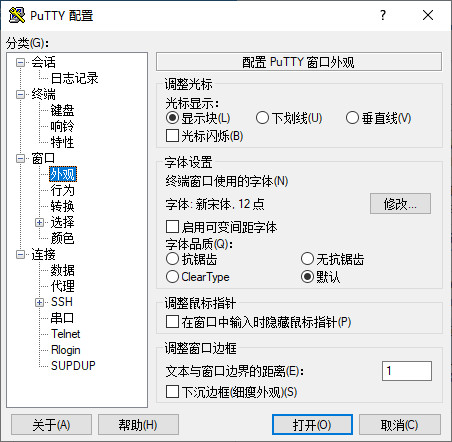 PuTTY 配置
?
分类(G):
会话
日志记录
终端
键盘
响铃
特性
窗口
外观
行为
转换
选择
颜色
连接
数据
代理
SSH
串口
Telnet
Rlogin
SUPDUP
配置 PuTTY 窗口外观
调整光标
光标显示:
显示块(L)
下划线(U)
垂直线(V)
光标闪烁(B)
字体设置
终端窗口使用的字体(N)
字体: 新宋体, 12 点
修改...
启用可变间距字体
字体品质(Q):
抗锯齿
无抗锯齿
ClearType
默认
调整鼠标指针
在窗口中输入时隐藏鼠标指针(P)
调整窗口边框
文本与窗口边界的距离(E):
1
下沉边框(细瘦外观)(S)
关于(A)
帮助(H)
打开(O)
取消(C)